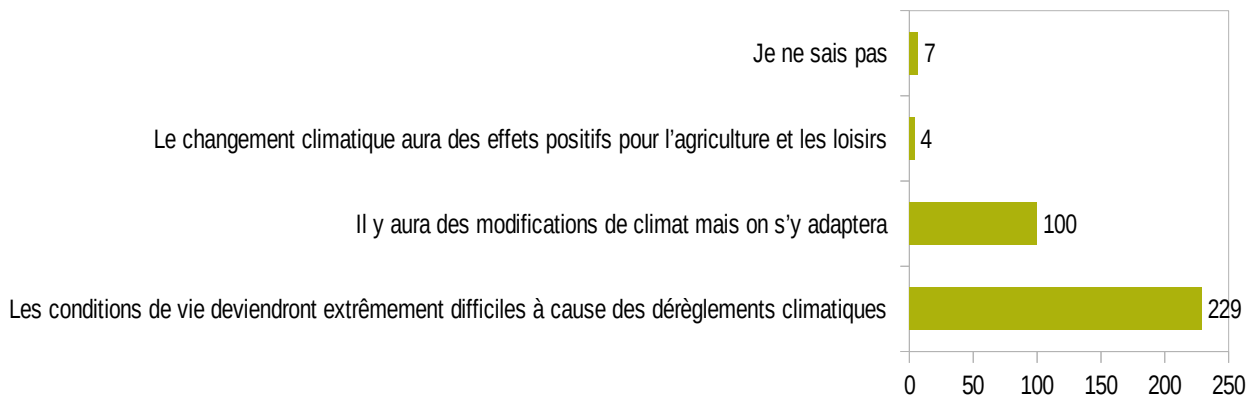 Je ne sais pas 7
Le changement climatique aura des effets positifs pour l’agriculture et les loisirs 4
Il y aura des modifications de climat mais on s’y adaptera 100
Les conditions de vie deviendront extrêmement difficiles à cause des dérèglements climatiques 229
0 50 100 150 200 250